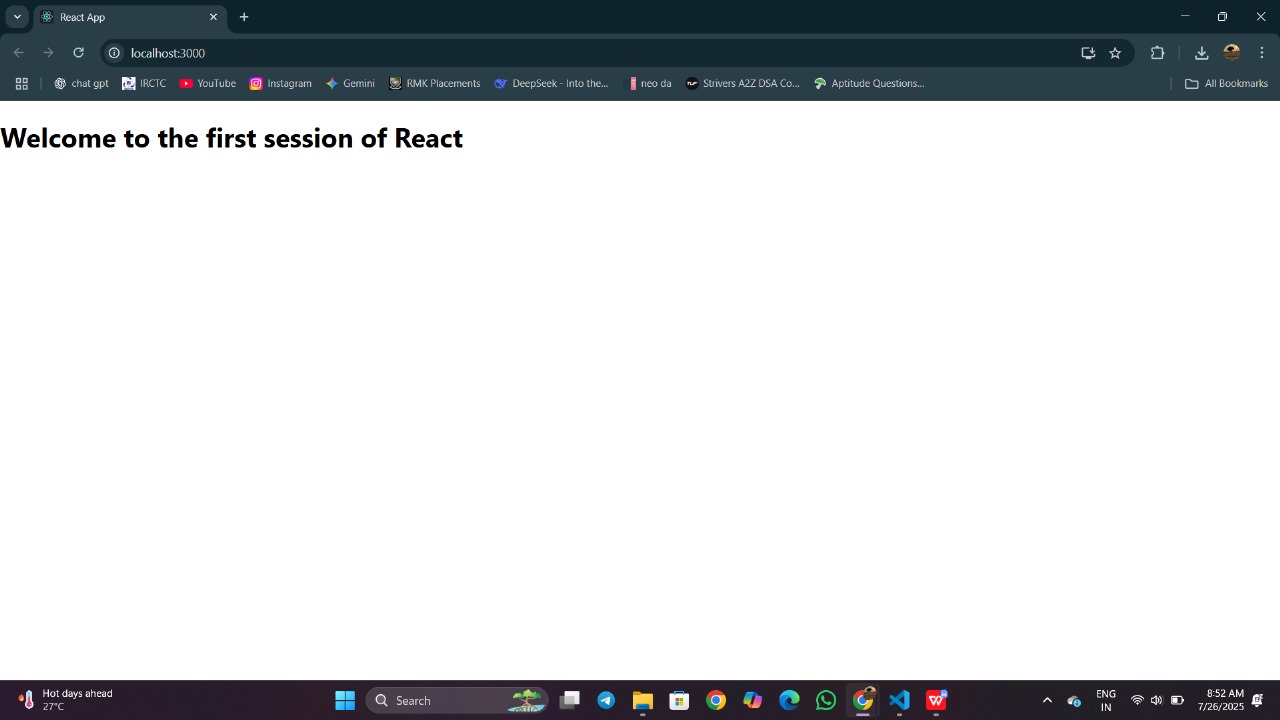 React App
localhost:3000
chat gpt IRCTC YouTube Instagram Gemini RMK Placements DeepSeek - Into the... neo da Strivers A2Z DSA Co... Aptitude Questions... All Bookmarks
Welcome to the first session of React
Hot days ahead
27°C
Search
ENG
IN
8:52 AM
7/26/2025